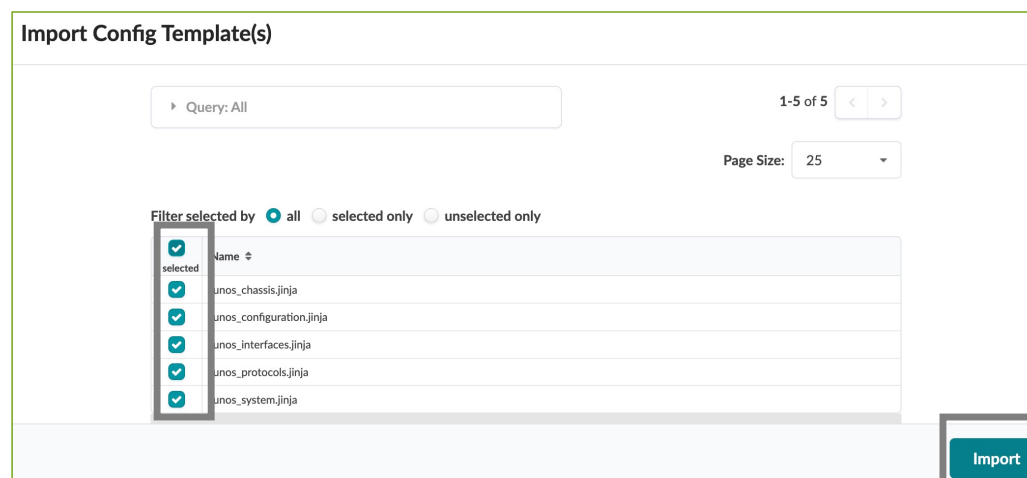 Import Config Template(s)
Query: All
1-5 of 5
Page Size: 25
Filter selected by all selected only unselected only
selected Name
unos_chassis.jinja
unos_configuration.jinja
unos_interfaces.jinja
unos_protocols.jinja
unos_system.jinja
Import